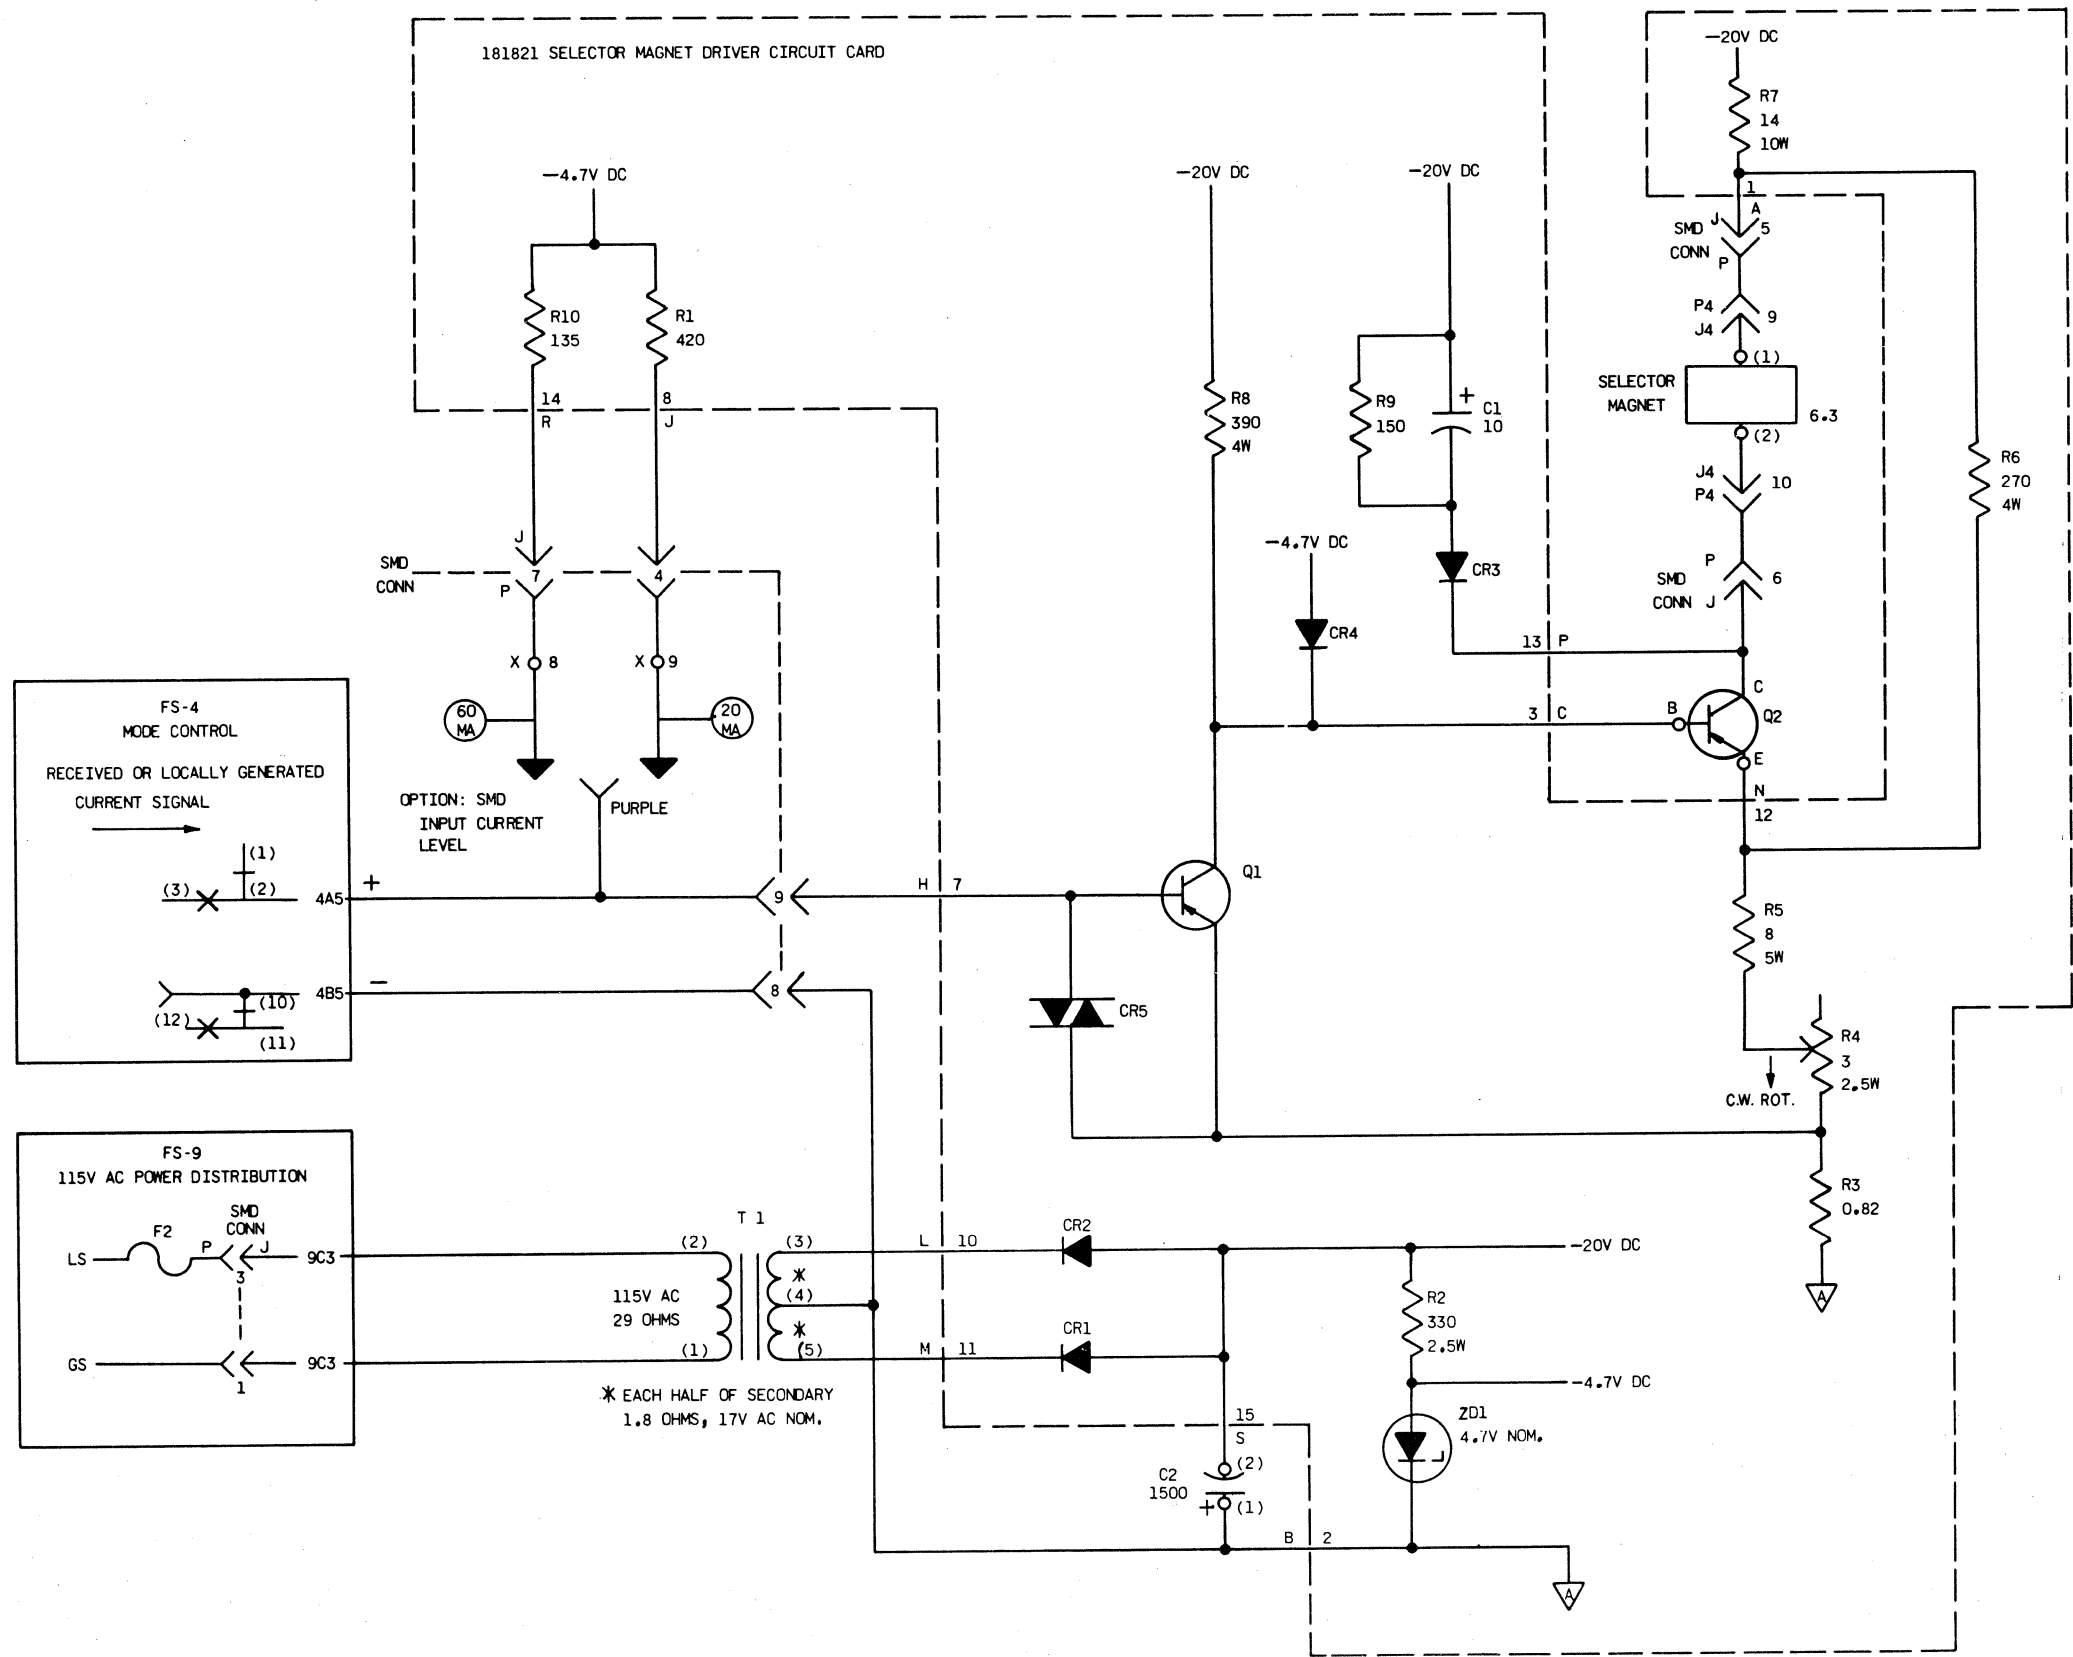 181821 SELECTOR MAGNET DRIVER CIRCUIT CARD
—20V DC
R7
14
10W
1
A
J
5
SMD
CONN
P
P4
9
J4
(1)
SELECTOR
MAGNET
6.3
(2)
J4
10
P4
P
6
SMD
CONN
J
R6
270
4W
—4.7V DC
R10
135
R1
420
14
R
8
J
J
SMD
CONN
7
4
P
X 8
X 9
60
MA
20
MA
OPTION: SMD
INPUT CURRENT
LEVEL
PURPLE
—20V DC
R8
390
4W
—20V DC
R9
150
+
C1
10
—4.7V DC
CR3
CR4
13 P
3 C
B
C
Q2
E
N
12
FS-4
MODE CONTROL
RECEIVED OR LOCALLY GENERATED
CURRENT SIGNAL
(1)
(3)
(2)
4A5
+
9
H 7
Q1
CR5
(10)
4B5
—
8
(12)
(11)
R5
8
5W
R4
3
2.5W
C.W. ROT.
R3
0.82
A
FS-9
115V AC POWER DISTRIBUTION
SMD
CONN
F2
LS
P
J
9C3
3
GS
9C3
1
T 1
(2)
(3)
115V AC
29 OHMS
*
(4)
*
(1)
(5)
* EACH HALF OF SECONDARY
1.8 OHMS, 17V AC NOM.
L 10
CR2
M 11
CR1
—20V DC
R2
330
2.5W
—4.7V DC
ZD1
4.7V NOM.
15
S
C2
1500
(2)
+
(1)
B 2
A